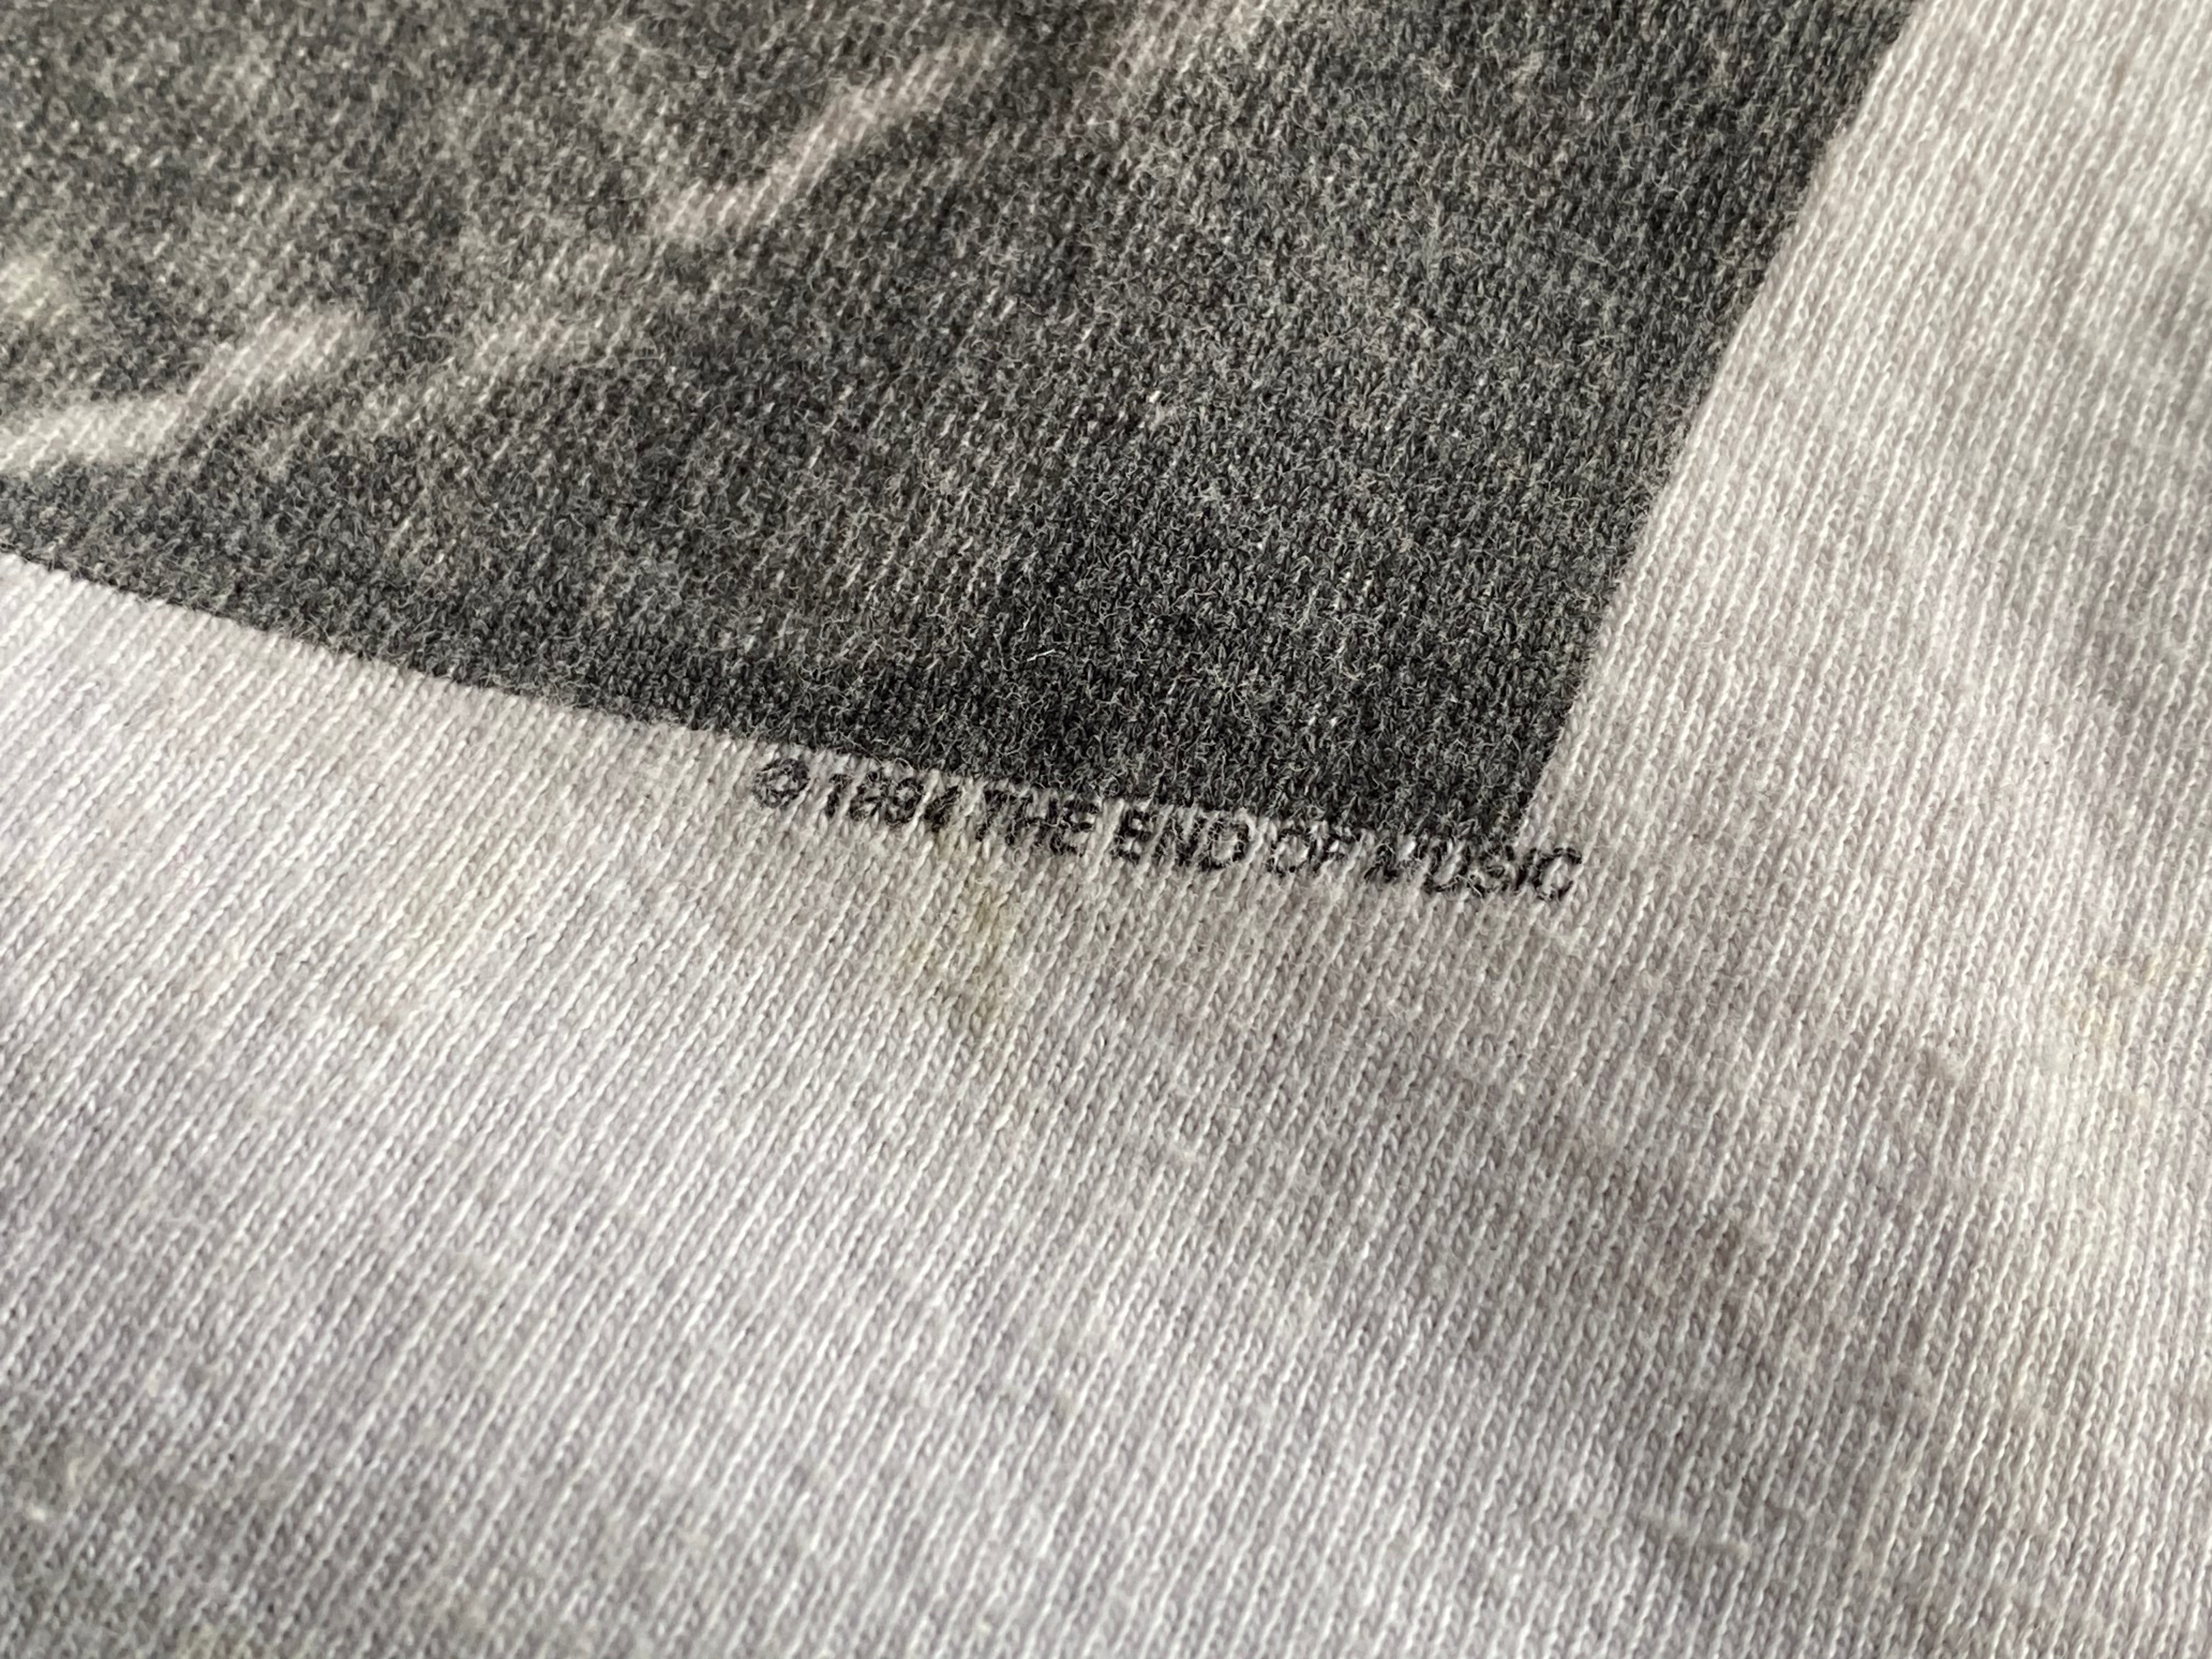 © 1994 THE END OF MUSIC